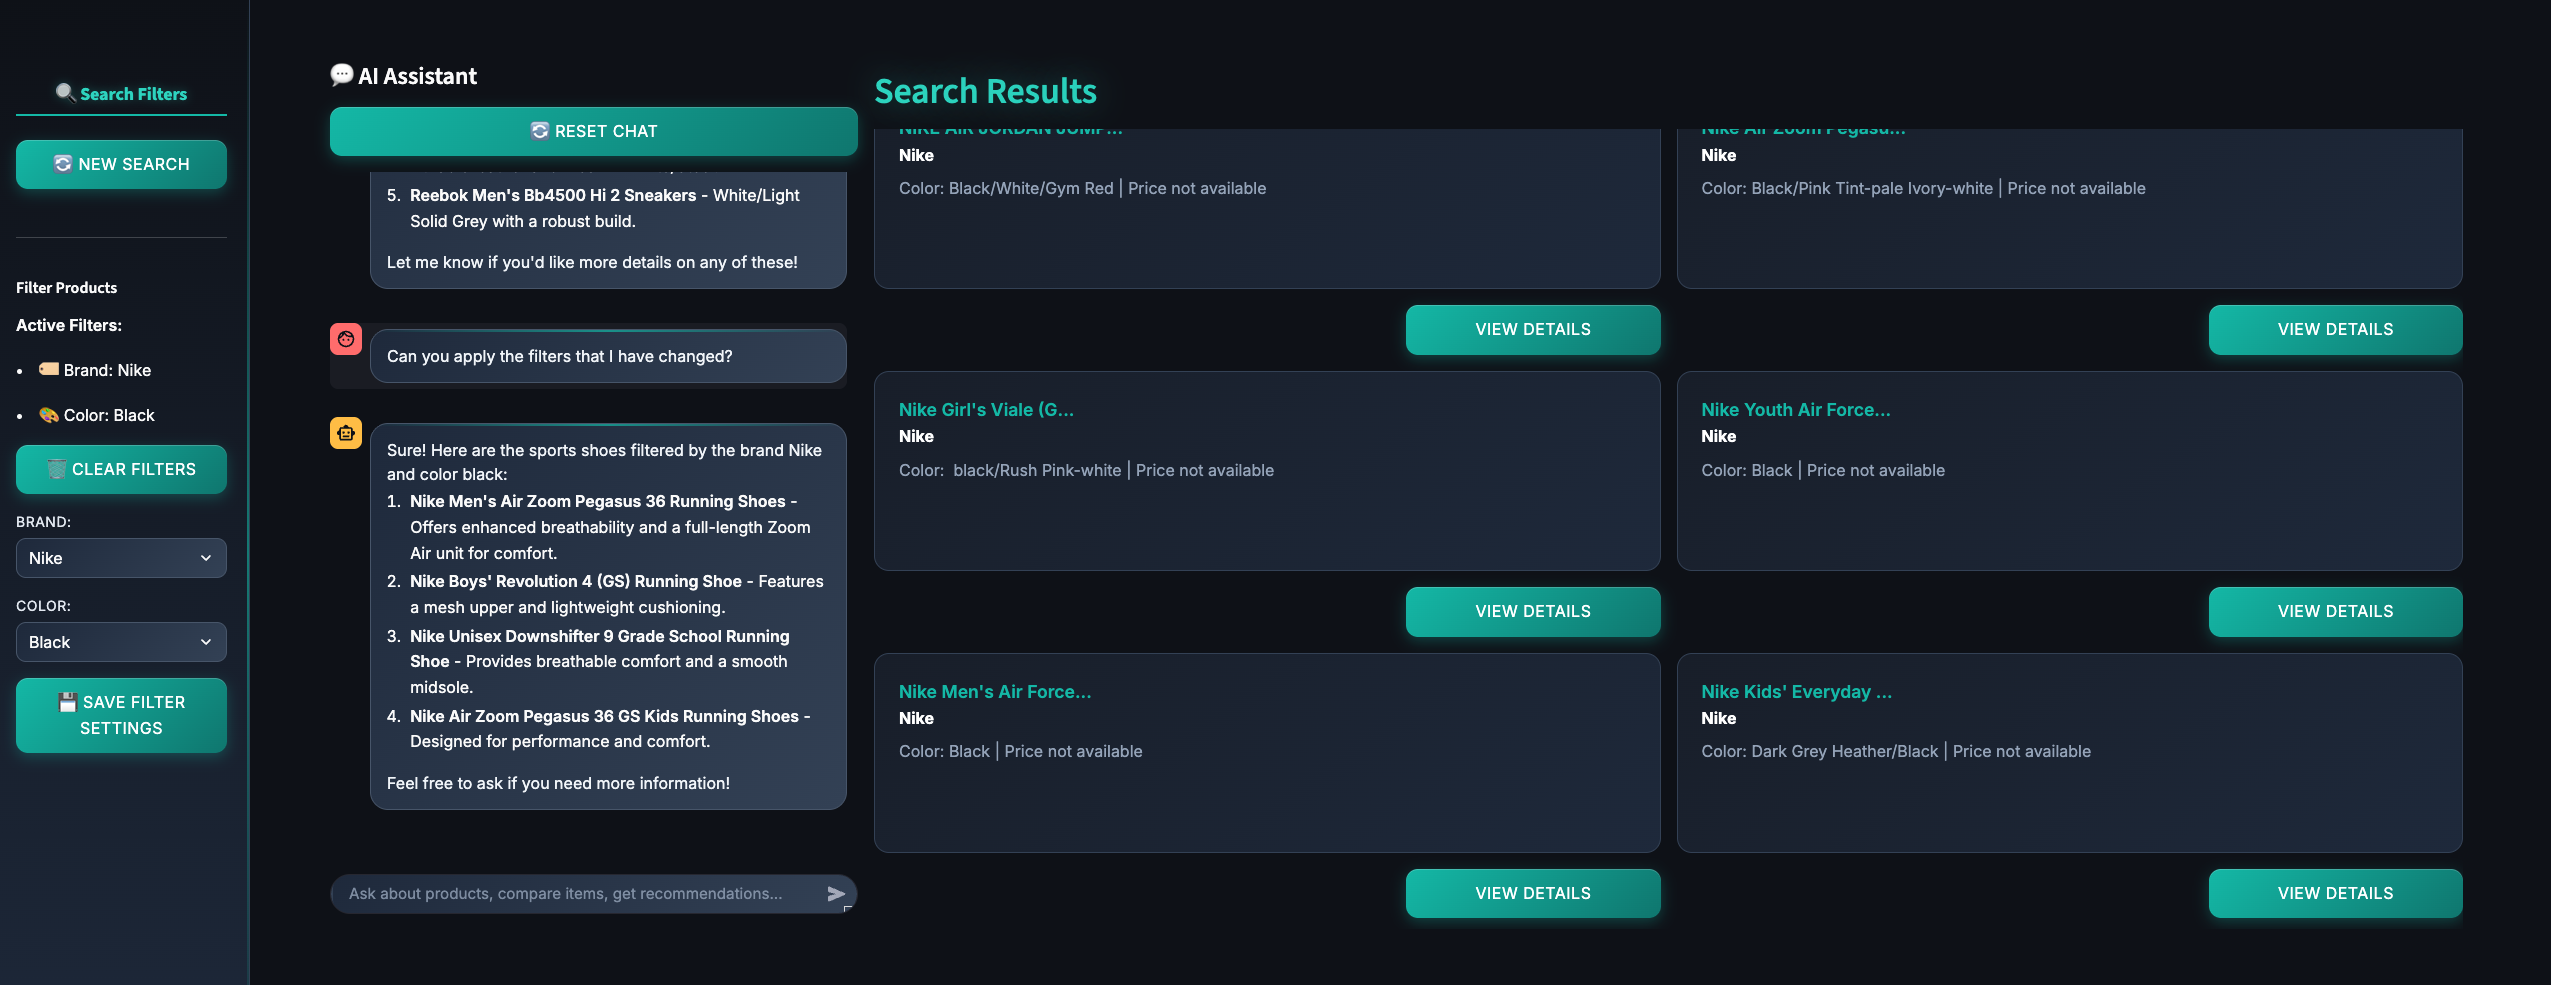 Search Filters
NEW SEARCH
Filter Products
Active Filters:
Brand: Nike
Color: Black
CLEAR FILTERS
BRAND:
Nike
COLOR:
Black
SAVE FILTER
SETTINGS
AI Assistant
RESET CHAT
5. Reebok Men's Bb4500 Hi 2 Sneakers - White/Light
Solid Grey with a robust build.
Let me know if you'd like more details on any of these!
Can you apply the filters that I have changed?
Sure! Here are the sports shoes filtered by the brand Nike
and color black:
1. Nike Men's Air Zoom Pegasus 36 Running Shoes -
Offers enhanced breathability and a full-length Zoom
Air unit for comfort.
2. Nike Boys' Revolution 4 (GS) Running Shoe - Features
a mesh upper and lightweight cushioning.
3. Nike Unisex Downshifter 9 Grade School Running
Shoe - Provides breathable comfort and a smooth
midsole.
4. Nike Air Zoom Pegasus 36 GS Kids Running Shoes -
Designed for performance and comfort.
Feel free to ask if you need more information!
Ask about products, compare items, get recommendations...
Search Results
NIKE AIR JORDAN JUMP...
Nike
Color: Black/White/Gym Red | Price not available
VIEW DETAILS
Nike Air Zoom Pegasu...
Nike
Color: Black/Pink Tint-pale Ivory-white | Price not available
VIEW DETAILS
Nike Girl's Viale (G...
Nike
Color: black/Rush Pink-white | Price not available
VIEW DETAILS
Nike Youth Air Force...
Nike
Color: Black | Price not available
VIEW DETAILS
Nike Men's Air Force...
Nike
Color: Black | Price not available
VIEW DETAILS
Nike Kids' Everyday ...
Nike
Color: Dark Grey Heather/Black | Price not available
VIEW DETAILS